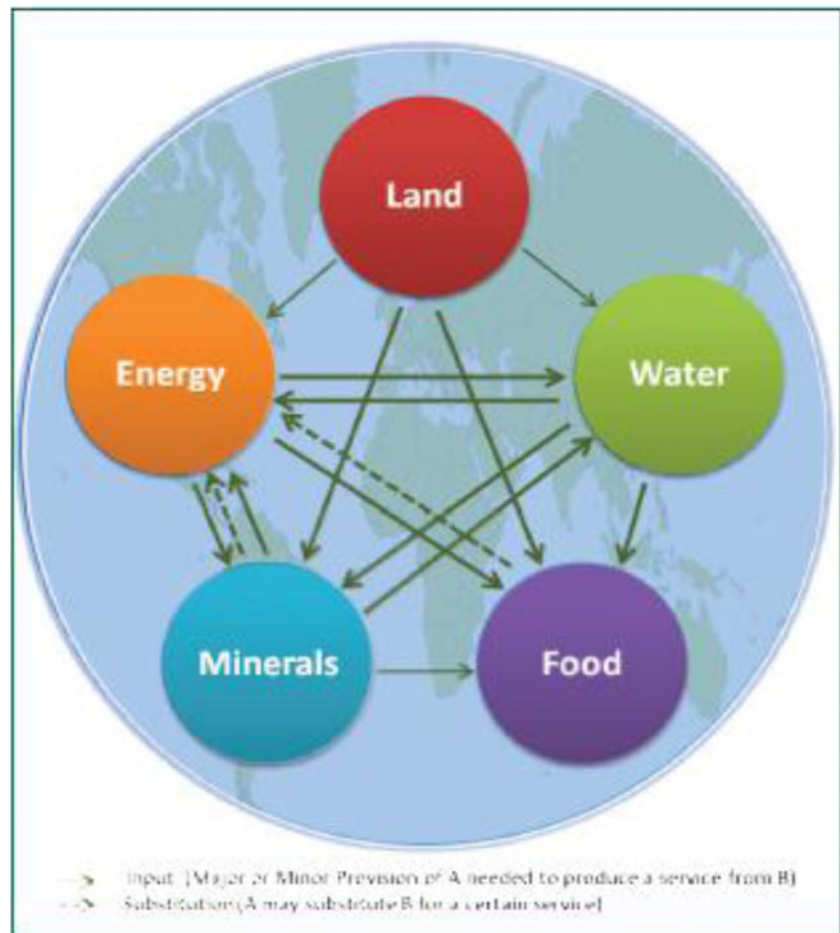 Land
Energy
Water
Minerals
Food
Input (Major or Minor Provision of A needed to produce a service from B)
Substitution (A may substitute B for a certain service)